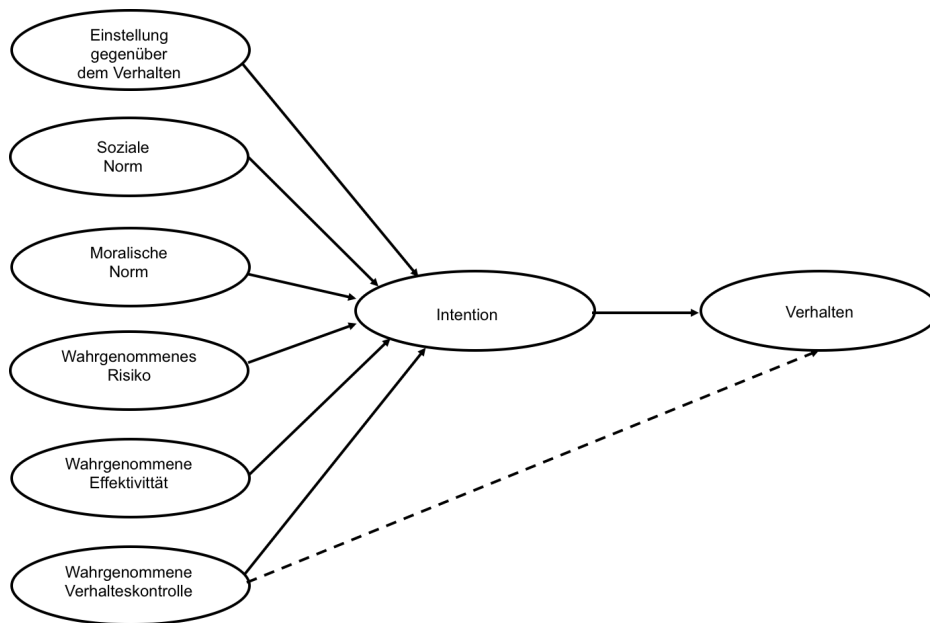 Einstellung
gegenüber
dem Verhalten
Soziale
Norm
Moralische
Norm
Wahrgenommenes
Risiko
Wahrgenommene
Effektivittät
Wahrgenommene
Verhalteskontrolle
Intention
Verhalten